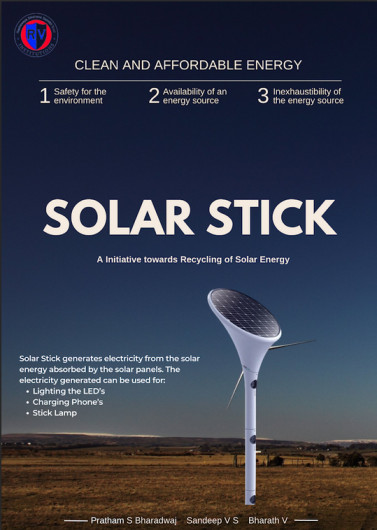 RV
CLEAN AND AFFORDABLE ENERGY
1 Safety for the
environment
2 Availability of an
energy source
3 Inexhaustibility of
the energy source
SOLAR STICK
A Initiative towards Recycling of Solar Energy
Solar Stick generates electricity from the solar
energy absorbed by the solar panels. The
electricity generated can be used for:
• Lighting the LED's
• Charging Phone's
• Stick Lamp
Pratham S Bharadwaj Sandeep V S Bharath V